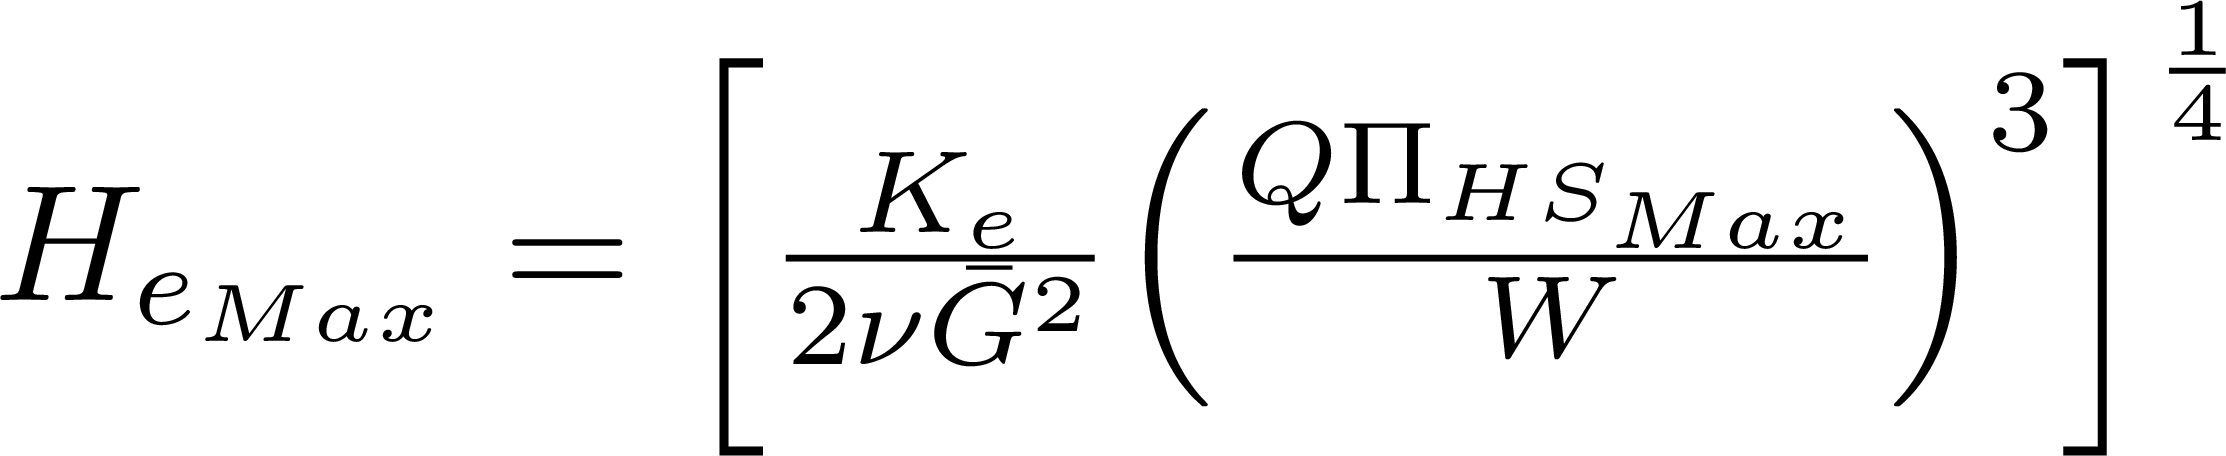 H_{e_{Max}} = \left[ \frac{K_e}{2\nu \bar{G}^2} \left( \frac{Q\Pi_{HS_{Max}}}{W} \right)^3 \right]^{\frac{1}{4}}